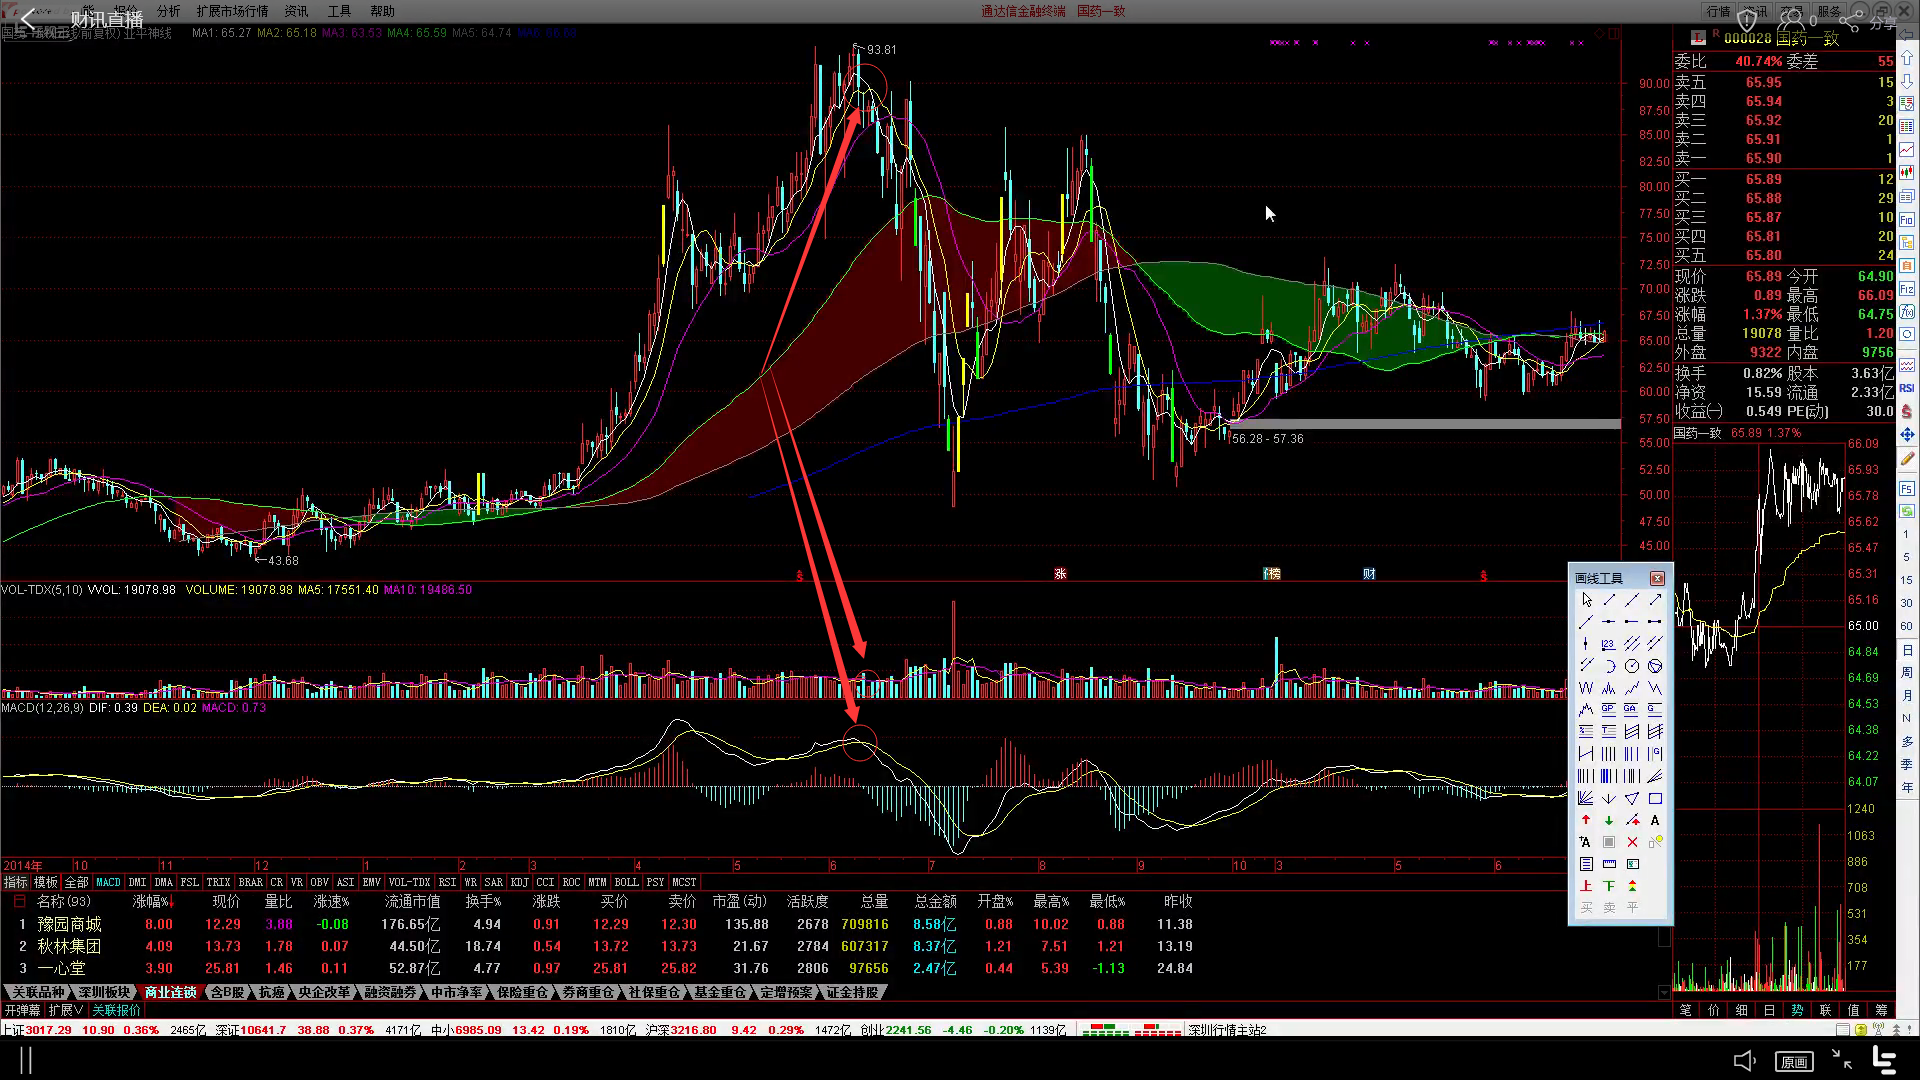 财讯直播
功能 报价 分析 扩展市场行情 资讯 工具 帮助
通达信金融终端 国药一致
行情 资讯 交易 服务
0 分享
MA1: 65.27 MA2: 65.18 MA3: 63.53 MA4: 65.59 MA5: 64.74
93.81
90.00
87.50
85.00
82.50
80.00
77.50
75.00
72.50
70.00
67.50
65.00
62.50
60.00
57.50
55.00
52.50
50.00
47.50
45.00
56.28 - 57.36
43.68
涨 榜 财
L R 000028 国药一致
委比 40.74% 委差 55
卖五 65.95 15
卖四 65.94 3
卖三 65.92 20
卖二 65.91 1
卖一 65.90 1
买一 65.89 12
买二 65.88 29
买三 65.87 10
买四 65.81 20
买五 65.80 24
现价 65.89 今开 64.90
涨跌 0.89 最高 66.09
涨幅 1.37% 最低 64.75
总量 19078 量比 1.20
外盘 9322 内盘 9756
换手 0.82% 股本 3.63亿
净资 15.59 流通 2.33亿
收益㈠ 0.549 PE(动) 30.0
国药一致 65.89 1.37%
66.09
65.93
65.78
65.62
65.47
65.31
65.16
65.00
64.84
64.69
64.53
64.38
64.22
64.07
1240
1063
886
708
531
354
177
F10
F12
RSI
F5
1
5
15
30
60
日
周
月
N
多
季
年
画线工具
上 下
买 卖 平
VOL-TDX(5,10) VVOL: 19078.98 VOLUME: 19078.98 MA5: 17551.40 MA10: 19486.50
MACD(12,26,9) DIF: 0.39 DEA: 0.02 MACD: 0.73
2014年 10 11 12 1 2 3 4 5 6 7 8 9 10 3 5 6
指标 模板 全部 MACD DMI DMA FSL TRIX BRAR CR VR OBV ASI EMV VOL-TDX RSI WR SAR KDJ CCI ROC MTM BOLL PSY MCST
名称(93) 涨幅% 现价 量比 涨速% 流通市值 换手% 涨跌 买价 卖价 市盈(动) 活跃度 总量 总金额 开盘% 最高% 最低% 昨收
1 豫园商城 8.00 12.29 3.88 -0.08 176.65亿 4.94 0.91 12.29 12.30 135.88 2678 709816 8.58亿 0.88 10.02 0.88 11.38
2 秋林集团 4.09 13.73 1.78 0.07 44.50亿 18.74 0.54 13.72 13.73 21.67 2784 607317 8.37亿 1.21 7.51 1.21 13.19
3 一心堂 3.90 25.81 1.46 0.11 52.87亿 4.77 0.97 25.81 25.82 31.76 2806 97656 2.47亿 0.44 5.39 -1.13 24.84
关联品种 深圳板块 商业连锁 含B股 抗癌 央企改革 融资融券 中市净率 保险重仓 券商重仓 社保重仓 基金重仓 定增预案 证金持股
开弹幕 扩展 关联报价
笔 价 细 日 势 联 值 筹
上证3017.29 10.90 0.36% 2465亿 深证10641.7 38.88 0.37% 4171亿 中小6985.09 13.42 0.19% 1810亿 沪深3216.80 9.42 0.29% 1472亿 创业2241.56 -4.46 -0.20% 1139亿 深圳行情主站2
原画